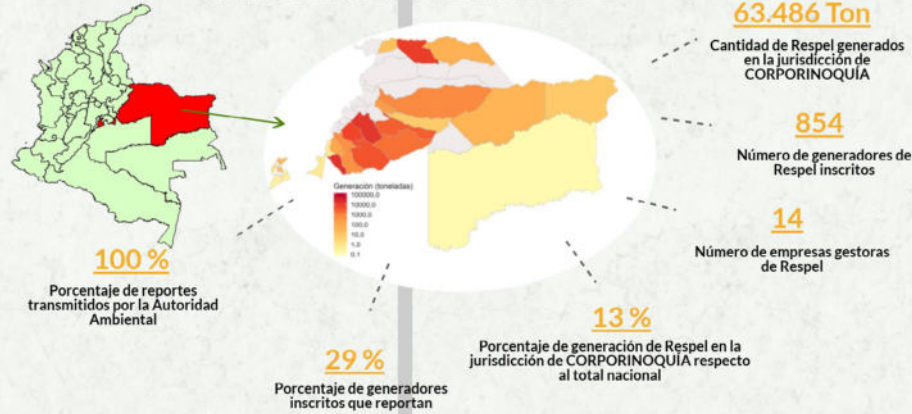 63.486 Ton
Cantidad de Respel generados
en la jurisdicción de
CORPORINOQUÍA
854
Número de generadores de
Respel inscritos
14
Número de empresas gestoras
de Respel
Generación (toneladas)
100000,0
10000,0
1000,0
100,0
10,0
1,0
0,1
100 %
Porcentaje de reportes
transmitidos por la Autoridad
Ambiental
13 %
Porcentaje de generación de Respel en la
jurisdicción de CORPORINOQUÍA respecto
al total nacional
29 %
Porcentaje de generadores
inscritos que reportan